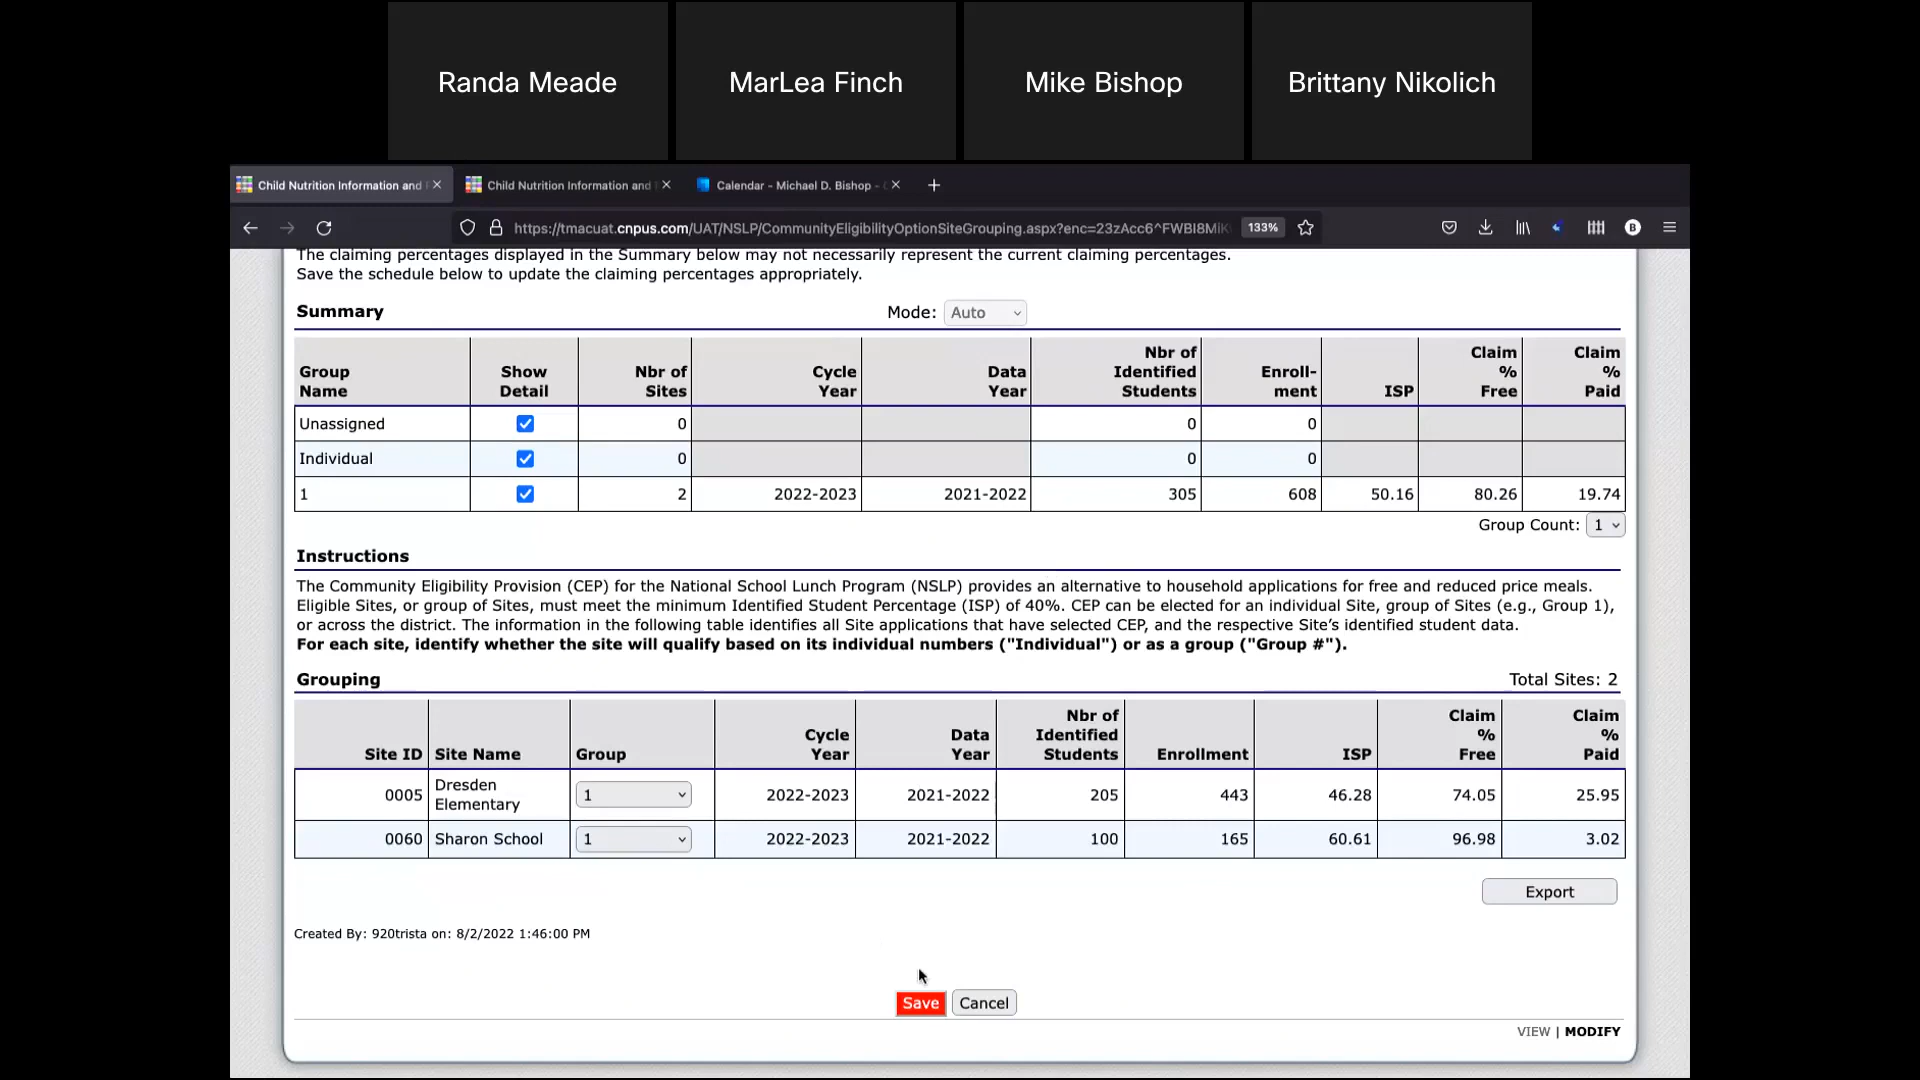 Randa Meade
MarLea Finch
Mike Bishop
Brittany Nikolich
Child Nutrition Information and
Child Nutrition Information and
Calendar - Michael D. Bishop -
https://tmacuat.cnpus.com/UAT/NSLP/CommunityEligibilityOptionSiteGrouping.aspx?enc=23zAcc6^FWBI8MiK
133%
B
The claiming percentages displayed in the Summary below may not necessarily represent the current claiming percentages.
Save the schedule below to update the claiming percentages appropriately.
Summary Mode: Auto
Group Name Show Detail Nbr of Sites Cycle Year Data Year Nbr of Identified Students Enroll-ment ISP Claim % Free Claim % Paid
Unassigned 0 0 0
Individual 0 0 0
1 2 2022-2023 2021-2022 305 608 50.16 80.26 19.74
Group Count: 1
Instructions
The Community Eligibility Provision (CEP) for the National School Lunch Program (NSLP) provides an alternative to household applications for free and reduced price meals.
Eligible Sites, or group of Sites, must meet the minimum Identified Student Percentage (ISP) of 40%. CEP can be elected for an individual Site, group of Sites (e.g., Group 1),
or across the district. The information in the following table identifies all Site applications that have selected CEP, and the respective Site's identified student data.
For each site, identify whether the site will qualify based on its individual numbers ("Individual") or as a group ("Group #").
Grouping Total Sites: 2
Site ID Site Name Group Cycle Year Data Year Nbr of Identified Students Enrollment ISP Claim % Free Claim % Paid
0005 Dresden Elementary 1 2022-2023 2021-2022 205 443 46.28 74.05 25.95
0060 Sharon School 1 2022-2023 2021-2022 100 165 60.61 96.98 3.02
Export
Created By: 920trista on: 8/2/2022 1:46:00 PM
Save Cancel
VIEW | MODIFY